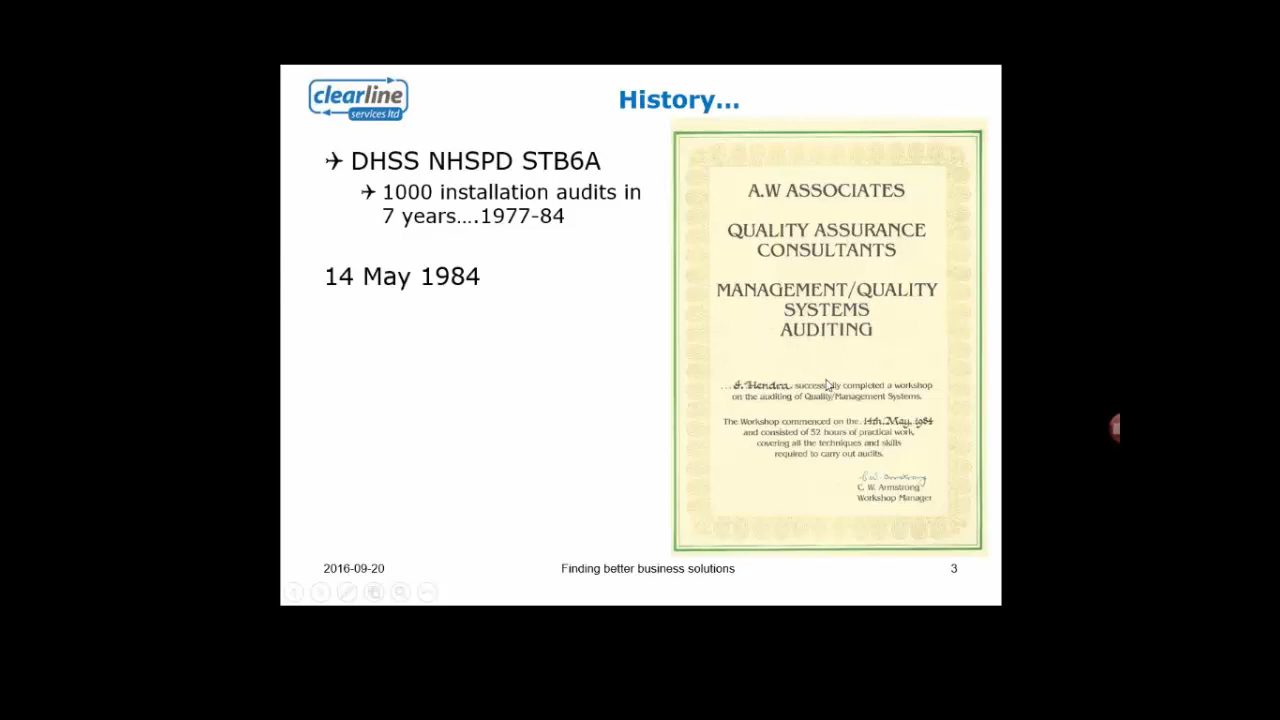 clearline
services ltd
History...
DHSS NHSPD STB6A
1000 installation audits in
7 years....1977-84
14 May 1984
A.W ASSOCIATES
QUALITY ASSURANCE
CONSULTANTS
MANAGEMENT/QUALITY
SYSTEMS
AUDITING
Hendra successfully completed a workshop
on the auditing of Quality/Management Systems.
The Workshop commenced on the 14th. May, 1984
and consisted of 32 hours of practical work,
covering all the techniques and skills
required to carry out audits.
C. W. Armstrong
Workshop Manager
2016-09-20
Finding better business solutions
3